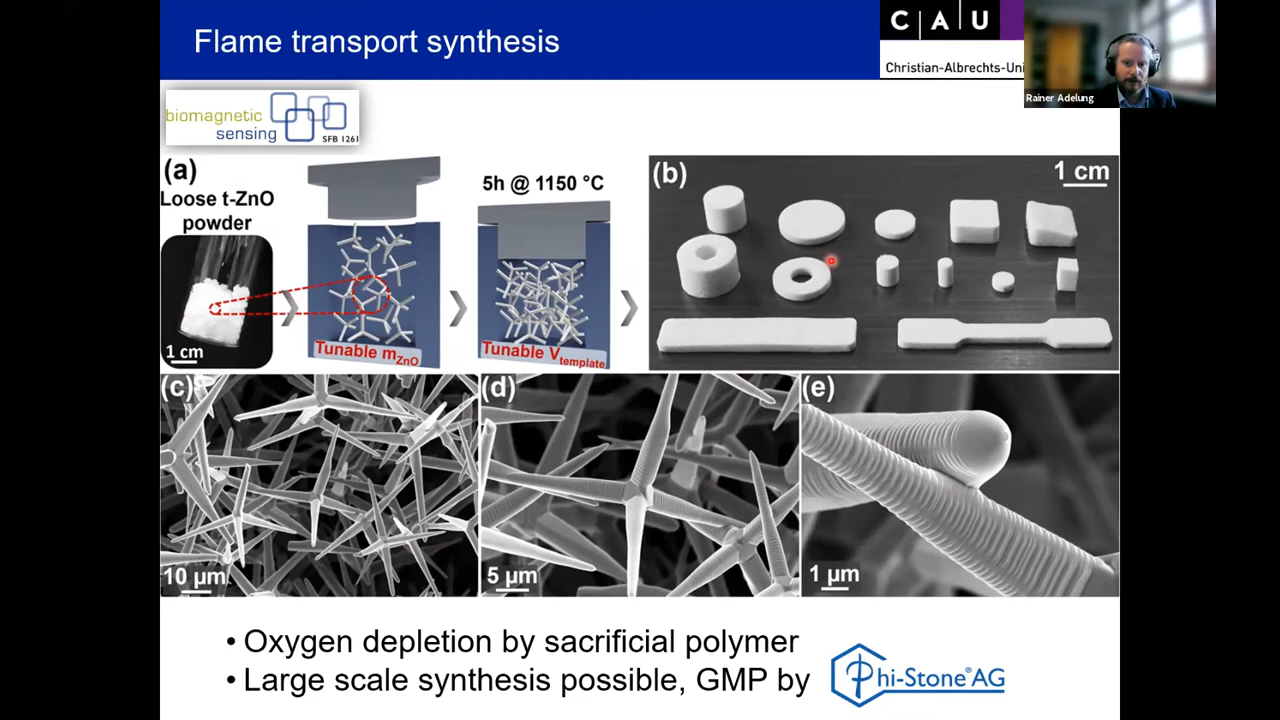 Flame transport synthesis
C A U
Christian-Albrechts-Uni
Rainer Adelung
biomagnetic
sensing
SFB 1261
(a)
Loose t-ZnO
powder
1 cm
Tunable mZnO
5h @ 1150 °C
Tunable Vtemplate
(b)
1 cm
(c)
10 µm
(d)
5 µm
(e)
1 µm
• Oxygen depletion by sacrificial polymer
• Large scale synthesis possible, GMP by
Phi-Stone® AG